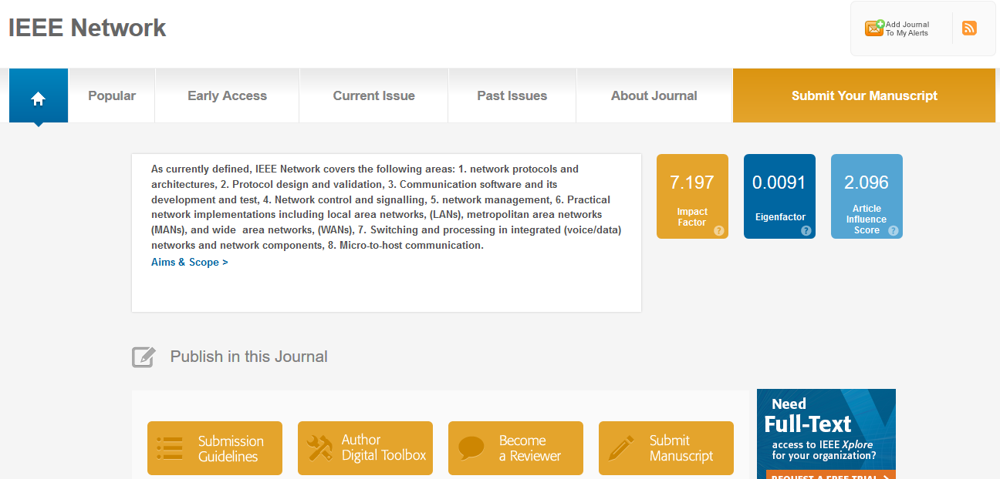 IEEE Network
Add Journal
To My Alerts
Popular
Early Access
Current Issue
Past Issues
About Journal
Submit Your Manuscript
As currently defined, IEEE Network covers the following areas: 1. network protocols and
architectures, 2. Protocol design and validation, 3. Communication software and its
development and test, 4. Network control and signalling, 5. network management, 6. Practical
network implementations including local area networks, (LANs), metropolitan area networks
(MANs), and wide  area networks, (WANs), 7. Switching and processing in integrated (voice/data)
networks and network components, 8. Micro-to-host communication.
Aims & Scope >
7.197
Impact
Factor
?
0.0091
Eigenfactor
?
2.096
Article
Influence
Score
?
Publish in this Journal
Submission
Guidelines
Author
Digital Toolbox
Become
a Reviewer
Submit
Manuscript
Need
Full-Text
access to IEEE Xplore
for your organization?
REQUEST A FREE TRIAL >